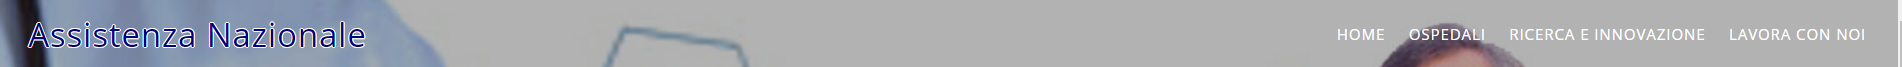 Assistenza Nazionale
HOME OSPEDALI RICERCA E INNOVAZIONE LAVORA CON NOI